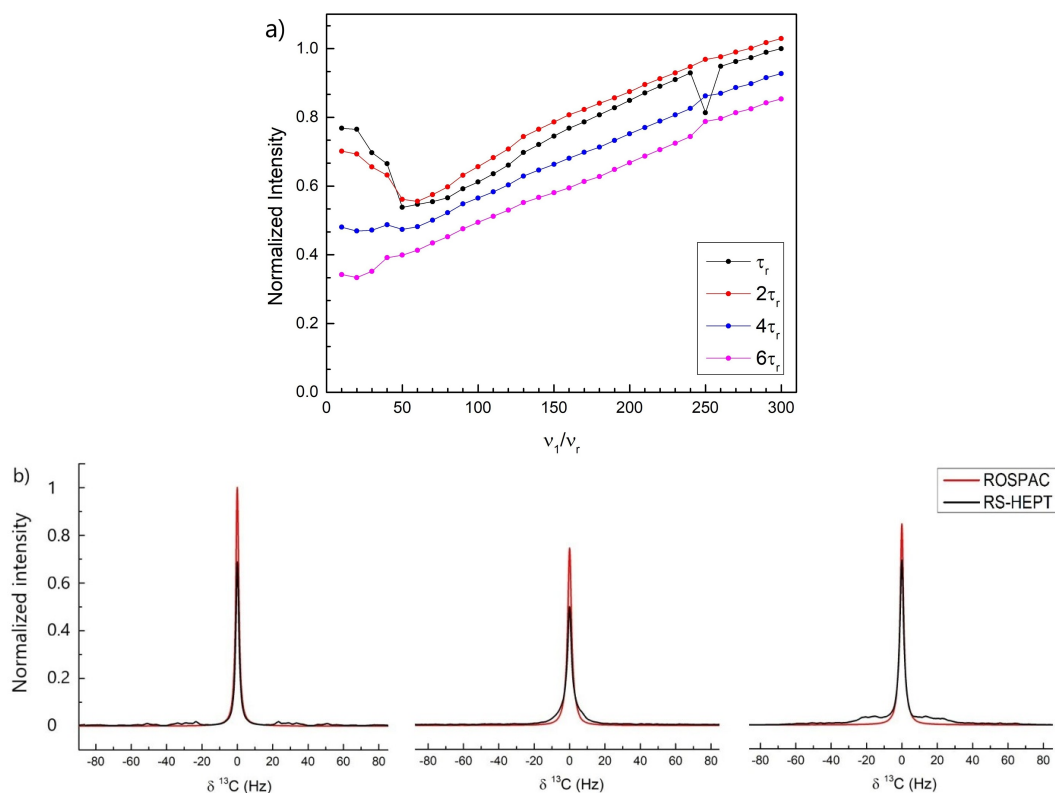 a)
Normalized Intensity
1.0
0.8
0.6
0.4
0.2
0.0
τr
2τr
4τr
6τr
0 50 100 150 200 250 300
ν1/νr
b)
Normalized intensity
1
0.8
0.6
0.4
0.2
0
ROSPAC
RS-HEPT
-80 -60 -40 -20 0 20 40 60 80
-80 -60 -40 -20 0 20 40 60 80
-80 -60 -40 -20 0 20 40 60 80
δ 13C (Hz)
δ 13C (Hz)
δ 13C (Hz)